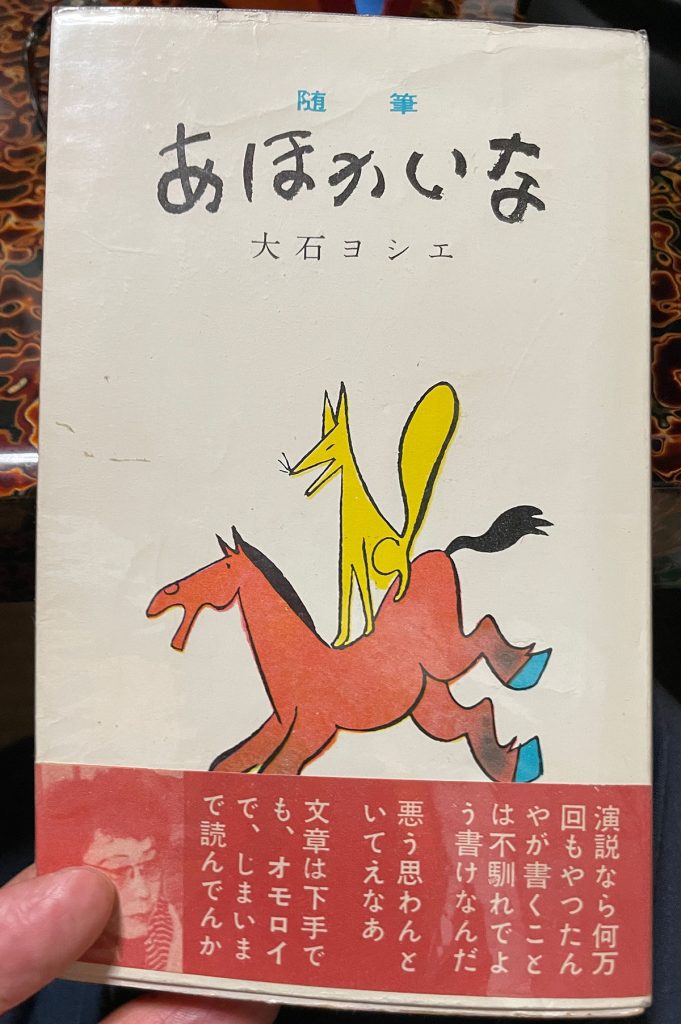 随筆
あほかいな
大石ヨシエ
演説なら何万
回もやつたん
やが書くこと
は不馴れでよ
う書けなんだ
悪う思わんと
いてえなあ
文章は下手で
も、オモロイ
で、じまいま
で読んでんか